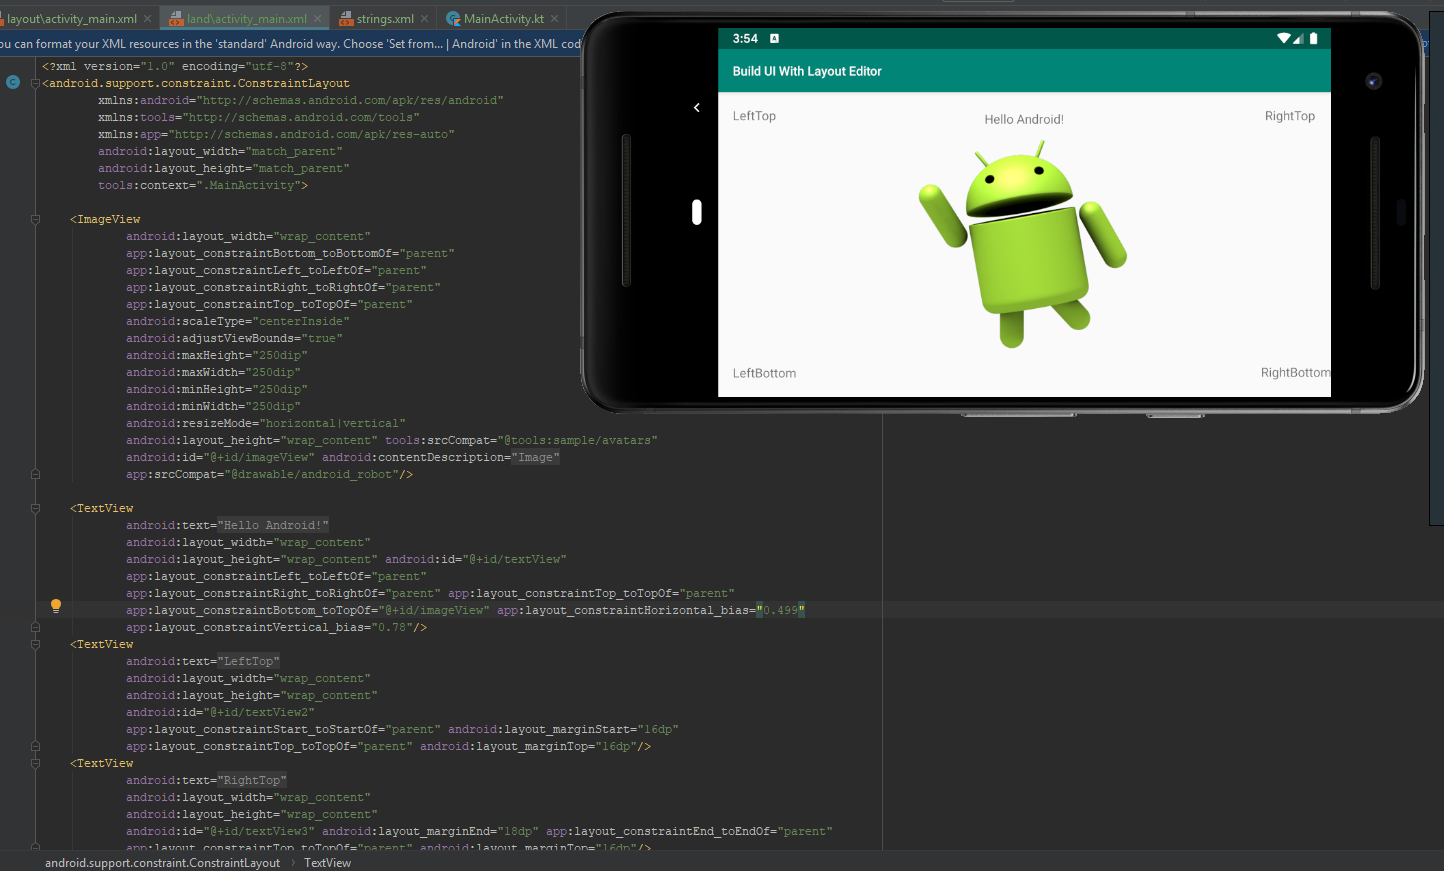 layout\activity_main.xml
land\activity_main.xml
strings.xml
MainActivity.kt
ou can format your XML resources in the 'standard' Android way. Choose 'Set from... | Android' in the XML cod
<?xml version="1.0" encoding="utf-8"?>
<android.support.constraint.ConstraintLayout
xmlns:android="http://schemas.android.com/apk/res/android"
xmlns:tools="http://schemas.android.com/tools"
xmlns:app="http://schemas.android.com/apk/res-auto"
android:layout_width="match_parent"
android:layout_height="match_parent"
tools:context=".MainActivity">
<ImageView
android:layout_width="wrap_content"
app:layout_constraintBottom_toBottomOf="parent"
app:layout_constraintLeft_toLeftOf="parent"
app:layout_constraintRight_toRightOf="parent"
app:layout_constraintTop_toTopOf="parent"
android:scaleType="centerInside"
android:adjustViewBounds="true"
android:maxHeight="250dip"
android:maxWidth="250dip"
android:minHeight="250dip"
android:minWidth="250dip"
android:resizeMode="horizontal|vertical"
android:layout_height="wrap_content" tools:srcCompat="@tools:sample/avatars"
android:id="@+id/imageView" android:contentDescription="Image"
app:srcCompat="@drawable/android_robot"/>
<TextView
android:text="Hello Android!"
android:layout_width="wrap_content"
android:layout_height="wrap_content" android:id="@+id/textView"
app:layout_constraintLeft_toLeftOf="parent"
app:layout_constraintRight_toRightOf="parent" app:layout_constraintTop_toTopOf="parent"
app:layout_constraintBottom_toTopOf="@+id/imageView" app:layout_constraintHorizontal_bias="0.499"
app:layout_constraintVertical_bias="0.78"/>
<TextView
android:text="LeftTop"
android:layout_width="wrap_content"
android:layout_height="wrap_content"
android:id="@+id/textView2"
app:layout_constraintStart_toStartOf="parent" android:layout_marginStart="16dp"
app:layout_constraintTop_toTopOf="parent" android:layout_marginTop="16dp"/>
<TextView
android:text="RightTop"
android:layout_width="wrap_content"
android:layout_height="wrap_content"
android:id="@+id/textView3" android:layout_marginEnd="18dp" app:layout_constraintEnd_toEndOf="parent"
app:layout_constraintTop_toTopOf="parent" android:layout_marginTop="16dp"/>
android.support.constraint.ConstraintLayout › TextView
3:54 A
Build UI With Layout Editor
LeftTop
Hello Android!
RightTop
LeftBottom
RightBottom